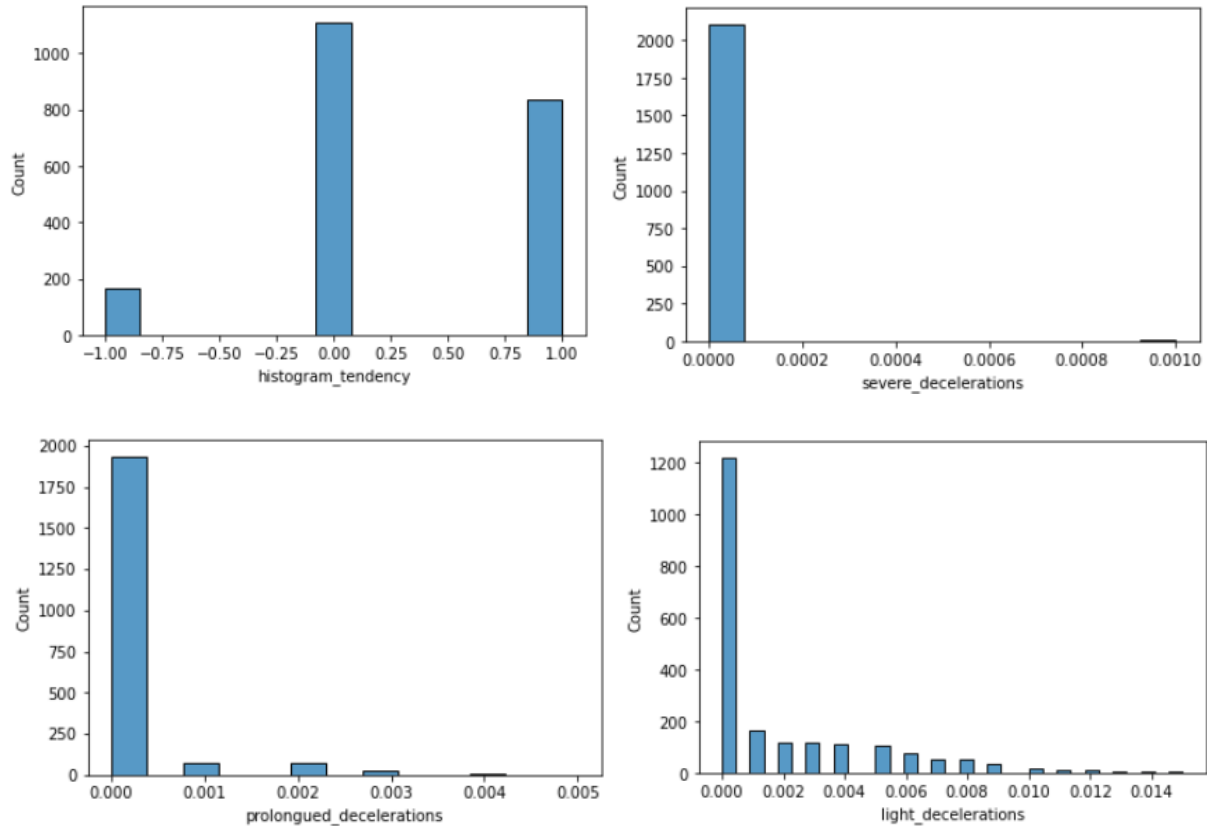 1000
800
600
400
200
0
Count
−1.00 −0.75 −0.50 −0.25 0.00 0.25 0.50 0.75 1.00
histogram_tendency
2000
1750
1500
1250
1000
750
500
250
0
Count
0.0000 0.0002 0.0004 0.0006 0.0008 0.0010
severe_decelerations
2000
1750
1500
1250
1000
750
500
250
0
Count
0.000 0.001 0.002 0.003 0.004 0.005
prolongued_decelerations
1200
1000
800
600
400
200
0
Count
0.000 0.002 0.004 0.006 0.008 0.010 0.012 0.014
light_decelerations